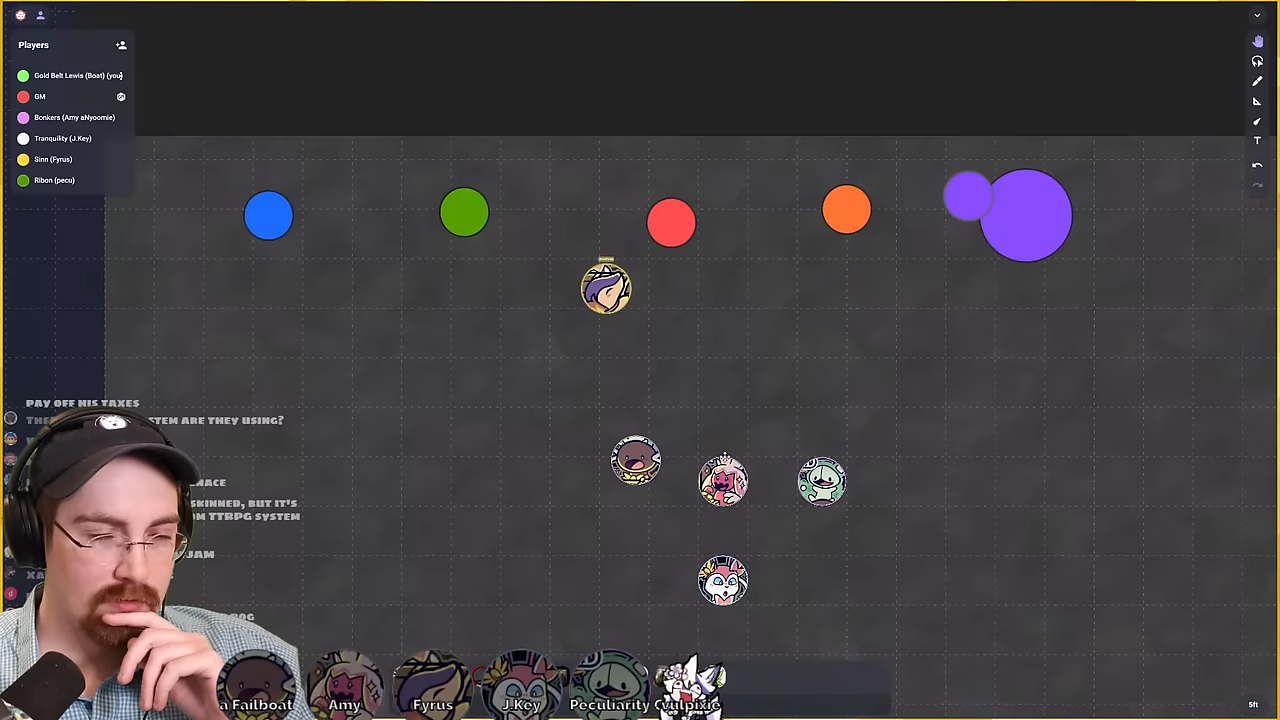 Players
Gold Belt Lewis (Boat) (you)
GM
Bonkers (Amy aNyoomie)
Tranquility (J.Key)
Sinn (Fyrus)
Ribon (pecu)
PAY OFF HIS TAXES
STEM ARE THEY USING?
SKINNED, BUT IT'S
TTRPG SYSTEM
JAM
a Failboat
Amy
Fyrus
J.Key
Peculiarity
Cvulpixie
5ft